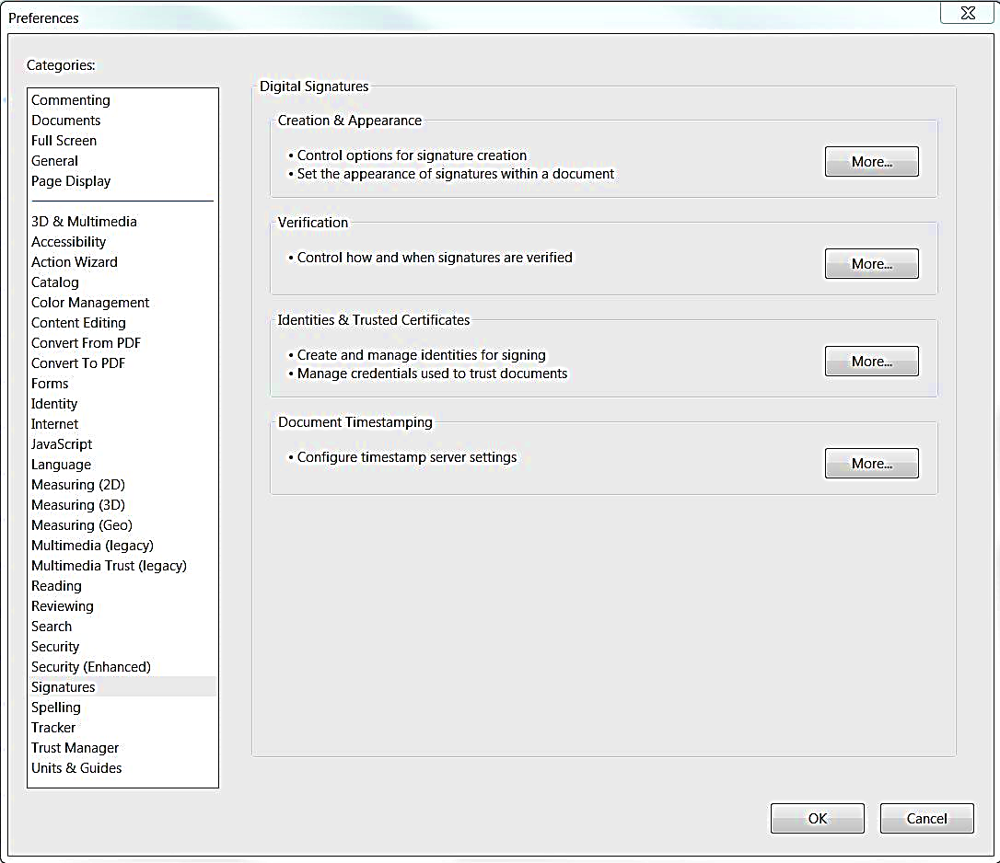 Preferences
Categories:
Commenting
Documents
Full Screen
General
Page Display
3D & Multimedia
Accessibility
Action Wizard
Catalog
Color Management
Content Editing
Convert From PDF
Convert To PDF
Forms
Identity
Internet
JavaScript
Language
Measuring (2D)
Measuring (3D)
Measuring (Geo)
Multimedia (legacy)
Multimedia Trust (legacy)
Reading
Reviewing
Search
Security
Security (Enhanced)
Signatures
Spelling
Tracker
Trust Manager
Units & Guides
Digital Signatures
Creation & Appearance
• Control options for signature creation
• Set the appearance of signatures within a document
More...
Verification
• Control how and when signatures are verified
More...
Identities & Trusted Certificates
• Create and manage identities for signing
• Manage credentials used to trust documents
More...
Document Timestamping
• Configure timestamp server settings
More...
OK
Cancel